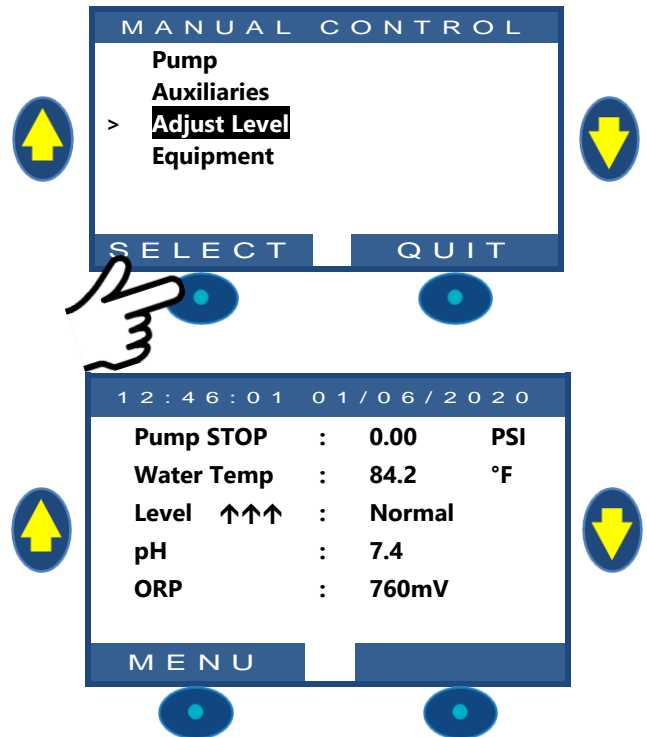 MANUAL CONTROL
Pump
Auxiliaries
> Adjust Level
Equipment
SELECT QUIT
12:46:01 01/06/2020
Pump STOP : 0.00 PSI
Water Temp : 84.2 °F
Level ↑↑↑ : Normal
pH : 7.4
ORP : 760mV
MENU